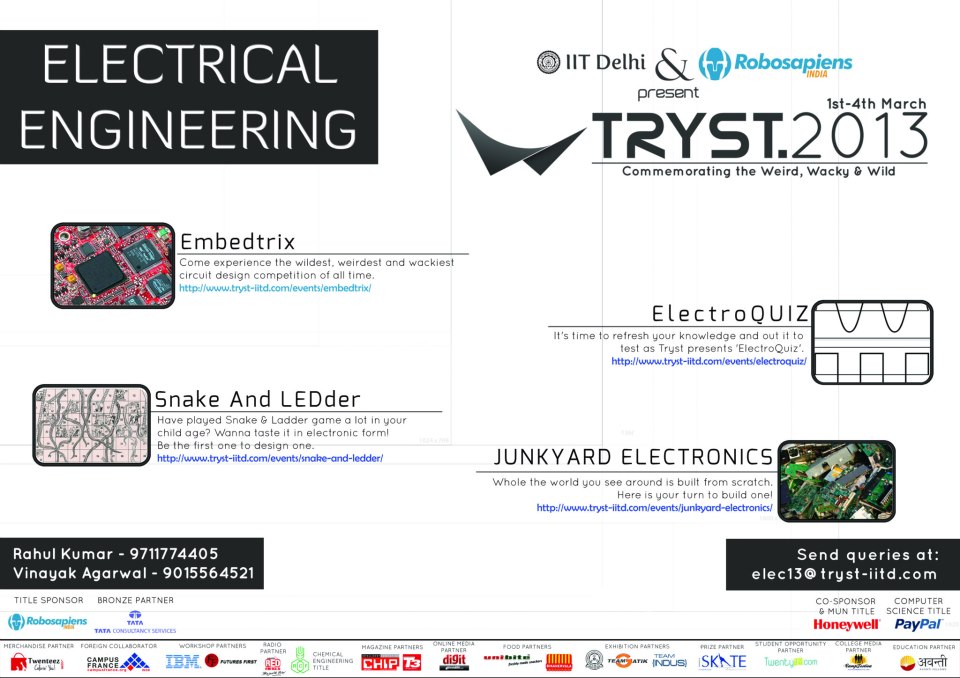 ELECTRICAL
ENGINEERING
IIT Delhi & Robosapiens
INDIA
present
1st-4th March
TRYST.2013
Commemorating the Weird, Wacky & Wild
Embedtrix
Come experience the wildest, weirdest and wackiest
circuit design competition of all time.
http://www.tryst-iitd.com/events/embedtrix/
ElectroQUIZ
It's time to refresh your knowledge and out it to
test as Tryst presents 'ElectroQuiz'.
http://www.tryst-iitd.com/events/electroquiz/
Snake And LEDder
Have played Snake & Ladder game a lot in your
child age? Wanna taste it in electronic form!
Be the first one to design one.
http://www.tryst-iitd.com/events/snake-and-ledder/
JUNKYARD ELECTRONICS
Whole the world you see around is built from scratch.
Here is your turn to build one!
http://www.tryst-iitd.com/events/junkyard-electronics/
Rahul Kumar - 9711774405
Vinayak Agarwal - 9015564521
Send queries at:
elec13@tryst-iitd.com
TITLE SPONSOR
Robosapiens
INDIA
BRONZE PARTNER
TATA
TATA CONSULTANCY SERVICES
CO-SPONSOR
& MUN TITLE
Honeywell
COMPUTER
SCIENCE TITLE
PayPal
MERCHANDISE PARTNER
Twenteez
FOREIGN COLLABORATOR
CAMPUS
FRANCE
WORKSHOP PARTNERS
IBM
FUTURES FIRST
RADIO
PARTNER
RED
CHEMICAL
ENGINEERING
TITLE
MAGAZINE PARTNERS
CHIP
13
ONLINE MEDIA
PARTNER
digit
FOOD PARTNERS
unibite
EXHIBITION PARTNERS
TEAM
INDUS
PRIZE PARTNER
iSKATE
STUDENT OPPORTUNITY
PARTNER
Twenty19.com
COLLEGE MEDIA
PARTNER
EDUCATION PARTNER
अवन्ती